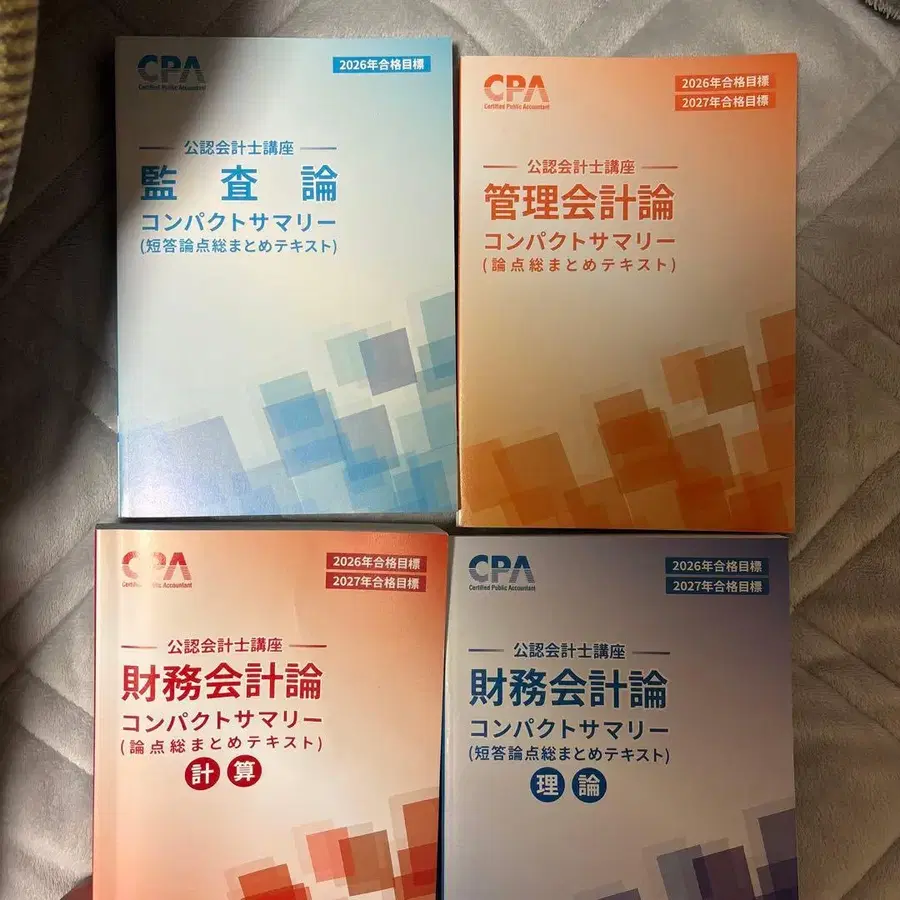 CPA
Certified Public Accountant
2026年合格目標
公認会計士講座
監査論
コンパクトサマリー
(短答論点総まとめテキスト)
CPA
Certified Public Accountant
2026年合格目標
2027年合格目標
公認会計士講座
管理会計論
コンパクトサマリー
(論点総まとめテキスト)
CPA
Certified Public Accountant
2026年合格目標
2027年合格目標
公認会計士講座
財務会計論
コンパクトサマリー
(論点総まとめテキスト)
計算
CPA
Certified Public Accountant
2026年合格目標
2027年合格目標
公認会計士講座
財務会計論
コンパクトサマリー
(短答論点総まとめテキスト)
理論